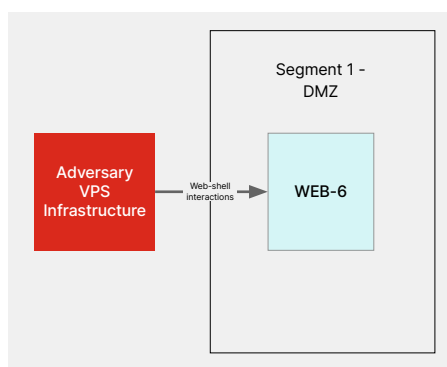 Segment 1 -
DMZ
Adversary
VPS
Infrastructure
Web-shell
interactions
WEB-6